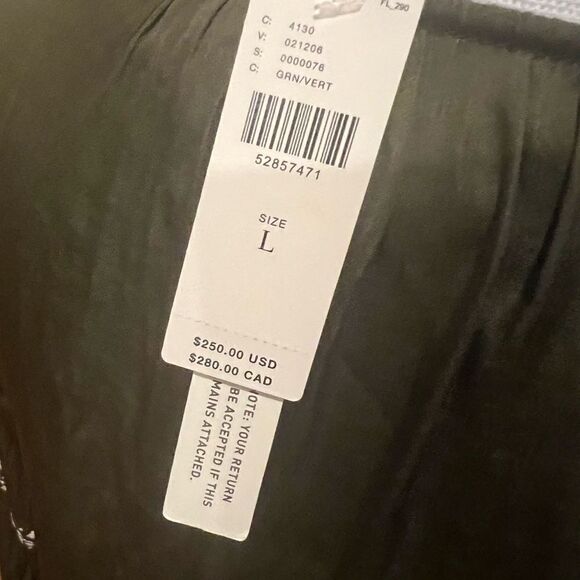 FL_290
C: 4130
V: 021206
S: 0000076
C: GRN/VERT
52857471
SIZE
L
$250.00 USD
$280.00 CAD
NOTE: YOUR RETURN
BE ACCEPTED IF THIS
MAINS ATTACHED.